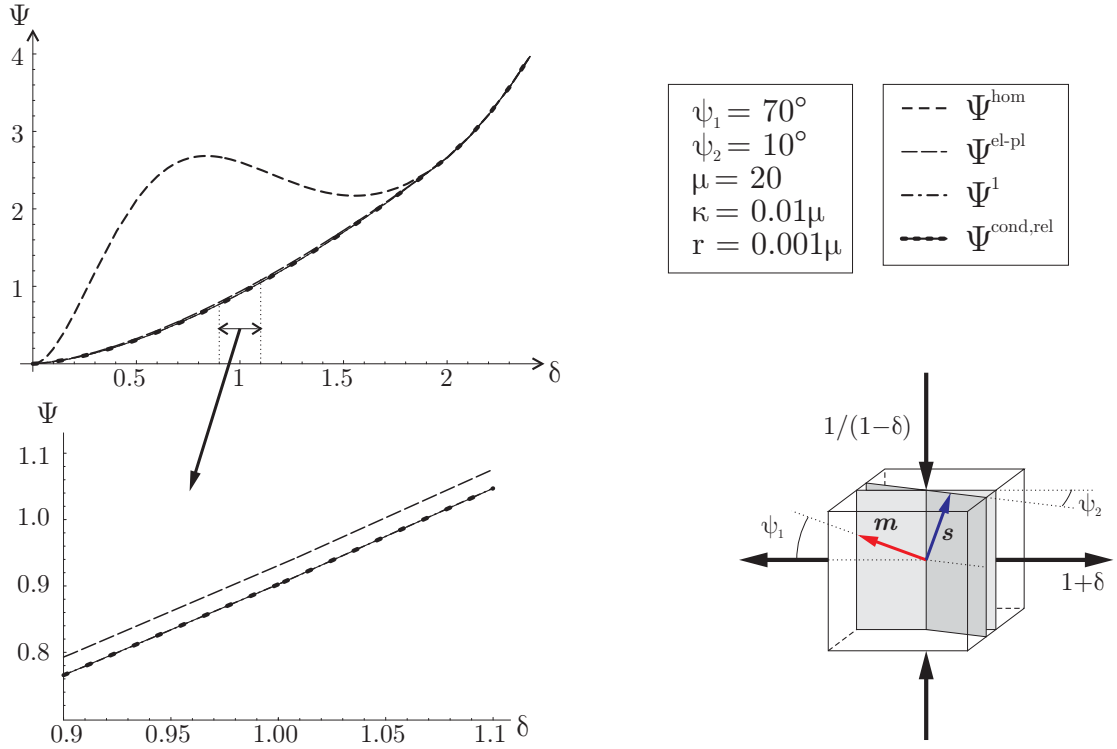 Ψ
4
3
2
1
0.5
1
1.5
2
δ
ψ₁ = 70°
ψ₂ = 10°
μ = 20
κ = 0.01μ
r = 0.001μ
Ψ^hom
Ψ^el-pl
Ψ^1
Ψ^cond,rel
Ψ
1.1
1.0
0.9
0.8
0.9
0.95
1.00
1.05
1.1
δ
1/(1−δ)
ψ₁
m
s
ψ₂
1+δ